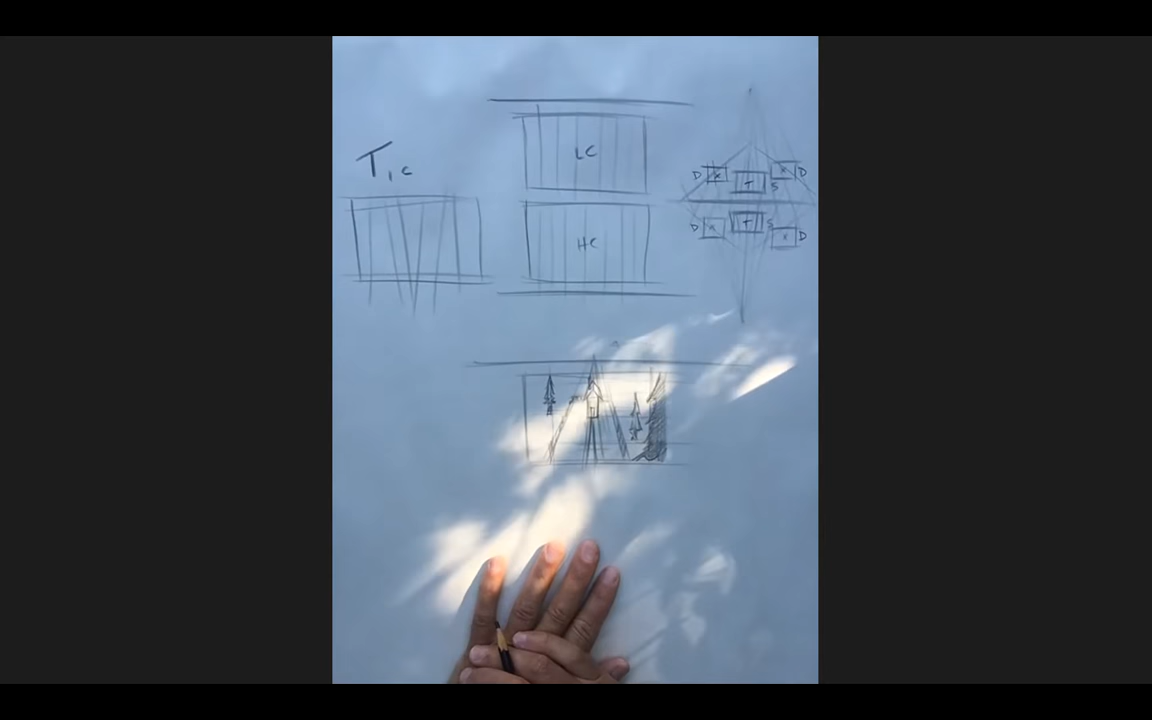 T, C
LC
HC
D x T S x D
D x T S x D